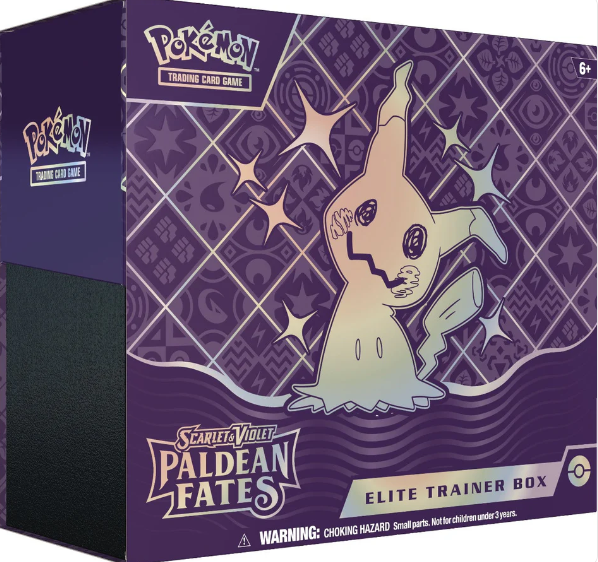 POKéMON
TRADING CARD GAME
6+
POKéMON
TRADING CARD GAME
SCARLET & VIOLET
PALDEAN
FATES
ELITE TRAINER BOX
WARNING: CHOKING HAZARD Small parts. Not for children under 3 years.